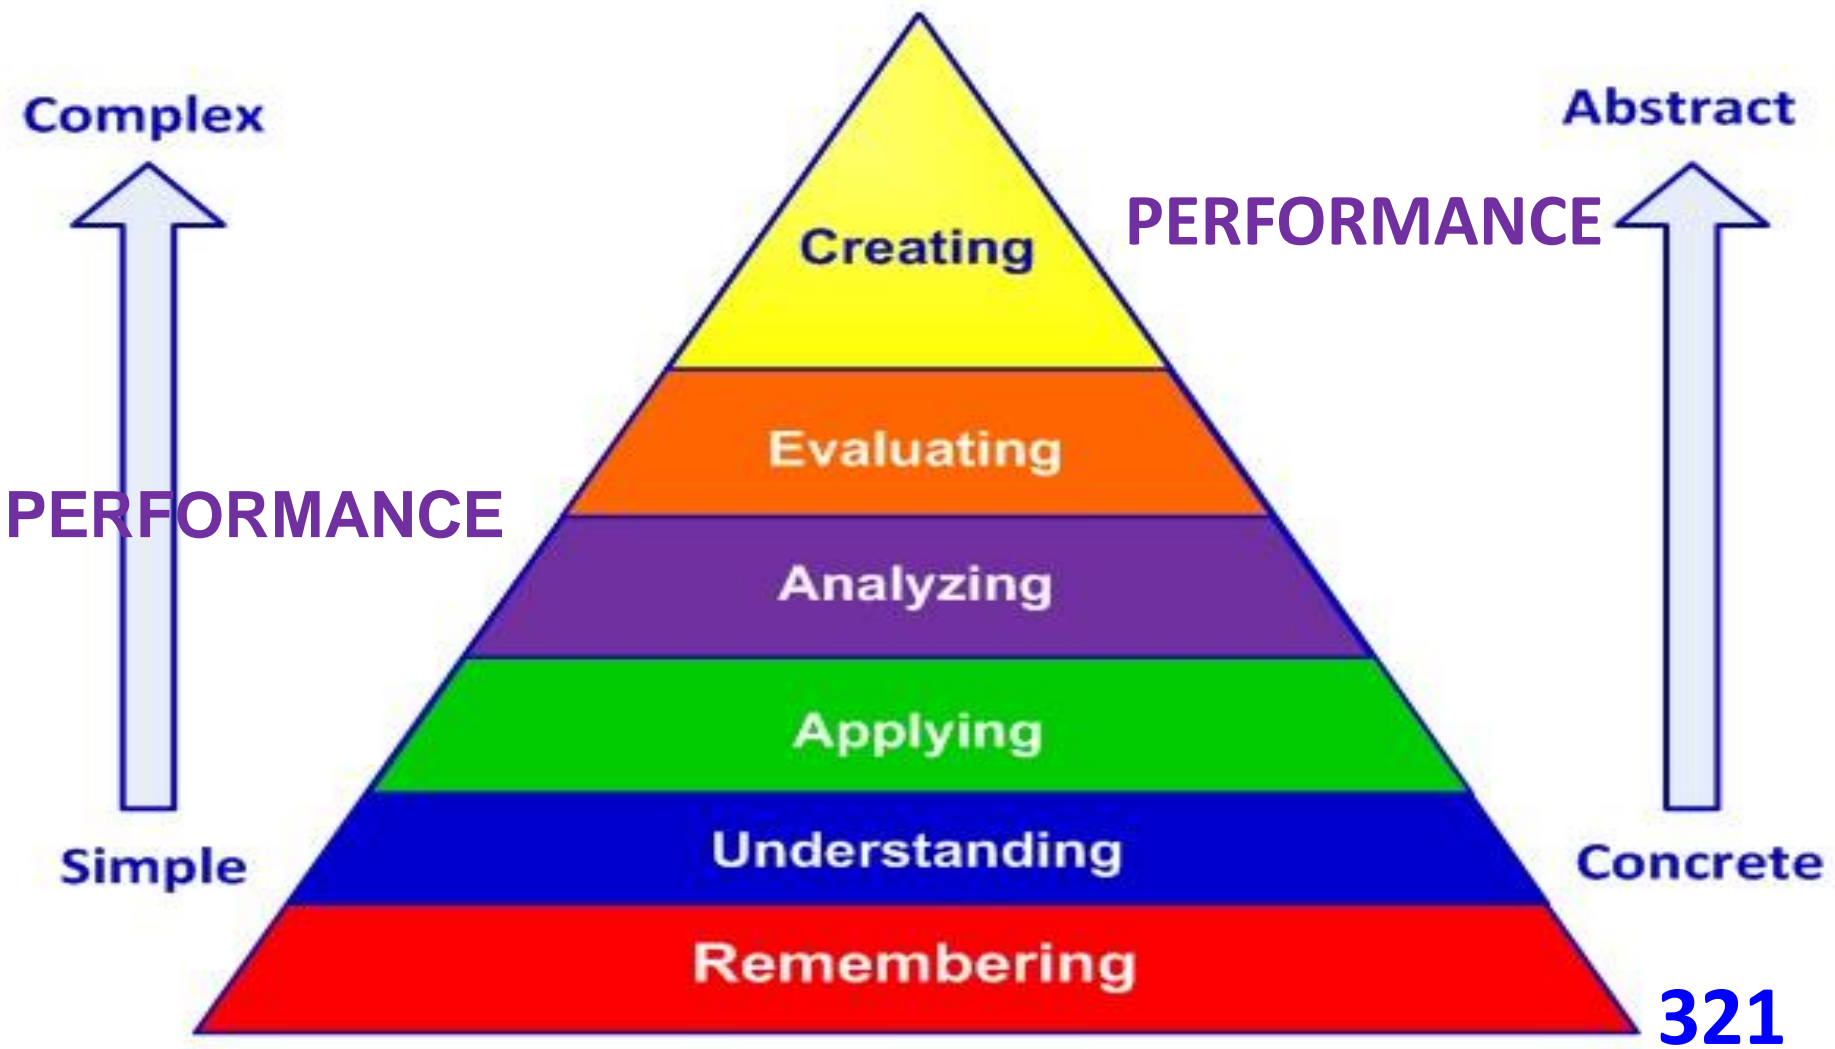 Complex
Abstract
PERFORMANCE
Creating
Evaluating
PERFORMANCE
Analyzing
Applying
Understanding
Simple
Concrete
Remembering
321